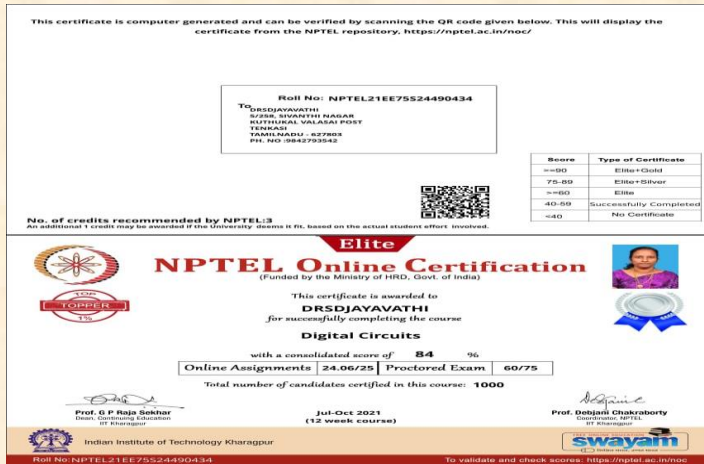 This certificate is computer generated and can be verified by scanning the QR code given below. This will display the
certificate from the NPTEL repository, https://nptel.ac.in/noc/
Roll No: NPTEL21EE75S24490434
To
DRSDJAYAVATHI
5/258, SIVANTHI NAGAR
KUTHUKAL VALASAI POST
TENKASI
TAMILNADU - 627803
PH. NO :9842793542
Score Type of Certificate
>=90 Elite+Gold
75-89 Elite+Silver
>=60 Elite
40-59 Successfully Completed
<40 No Certificate
No. of credits recommended by NPTEL:3
An additional 1 credit may be awarded if the University deems it fit, based on the actual student effort involved.
Elite
NPTEL Online Certification
(Funded by the Ministry of HRD, Govt. of India)
TOP
TOPPER
1%
This certificate is awarded to
DRSDJAYAVATHI
for successfully completing the course
Digital Circuits
with a consolidated score of 84 %
Online Assignments 24.06/25 Proctored Exam 60/75
Total number of candidates certified in this course: 1000
Prof. G P Raja Sekhar
Dean, Continuing Education
IIT Kharagpur
Jul-Oct 2021
(12 week course)
Prof. Debjani Chakraborty
Coordinator, NPTEL
IIT Kharagpur
Indian Institute of Technology Kharagpur
swayam
Roll No:NPTEL21EE75S24490434
To validate and check scores: https://nptel.ac.in/noc